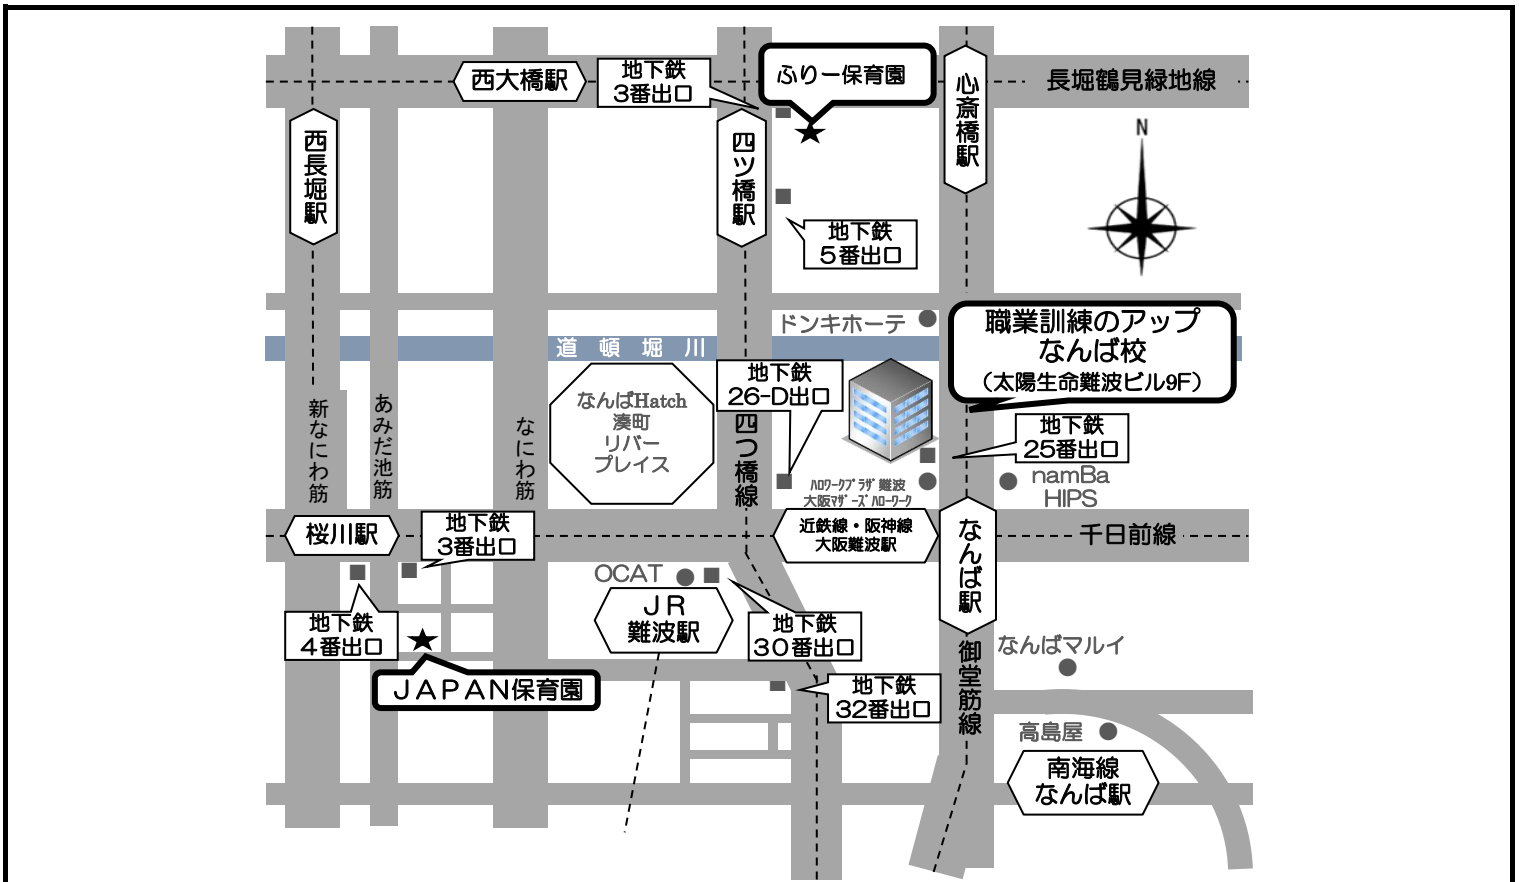 西大橋駅
地下鉄
3番出口
ふりー保育園
心斎橋駅
長堀鶴見緑地線
西長堀駅
四ツ橋駅
N
地下鉄
5番出口
ドンキホーテ
職業訓練のアップ
なんば校
(太陽生命難波ビル9F)
道頓堀川
地下鉄
26-D出口
なんばHatch
湊町
リバー
プレイス
新なにわ筋
あみだ池筋
なにわ筋
四つ橋線
地下鉄
25番出口
namBa
HIPS
ﾊﾛﾜｰｸﾌﾟﾗｻﾞ難波
大阪ﾏｻﾞｰｽﾞﾊﾛｰﾜｰｸ
桜川駅
地下鉄
3番出口
近鉄線・阪神線
大阪難波駅
なんば駅
千日前線
OCAT
地下鉄
4番出口
JR
難波駅
地下鉄
30番出口
御堂筋線
なんばマルイ
JAPAN保育園
地下鉄
32番出口
高島屋
南海線
なんば駅